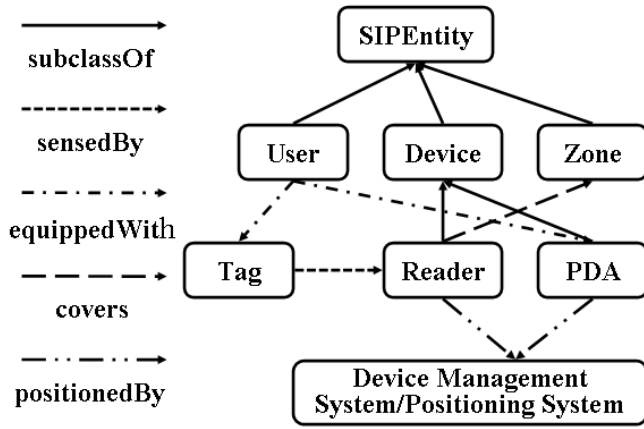 SIPEntity
subclassOf
sensedBy
User
Device
Zone
equippedWith
Tag
Reader
PDA
covers
positionedBy
Device Management
System/Positioning System